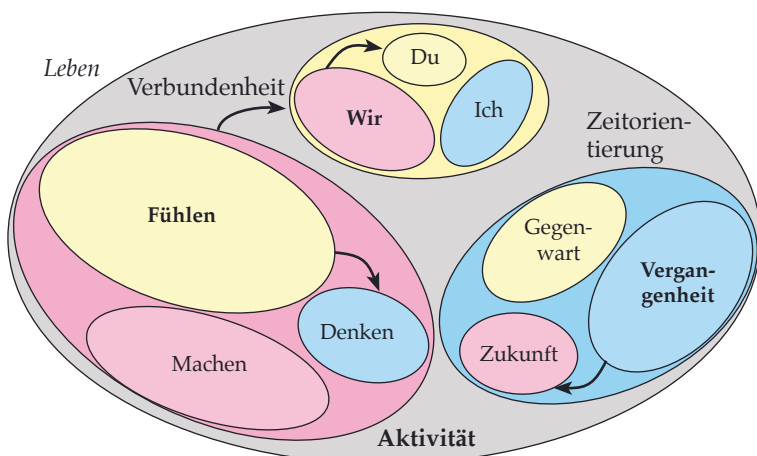 Leben
Verbundenheit
Du
Wir
Ich
Zeitorien-
tierung
Fühlen
Gegen-
wart
Vergan-
genheit
Denken
Zukunft
Machen
Aktivität